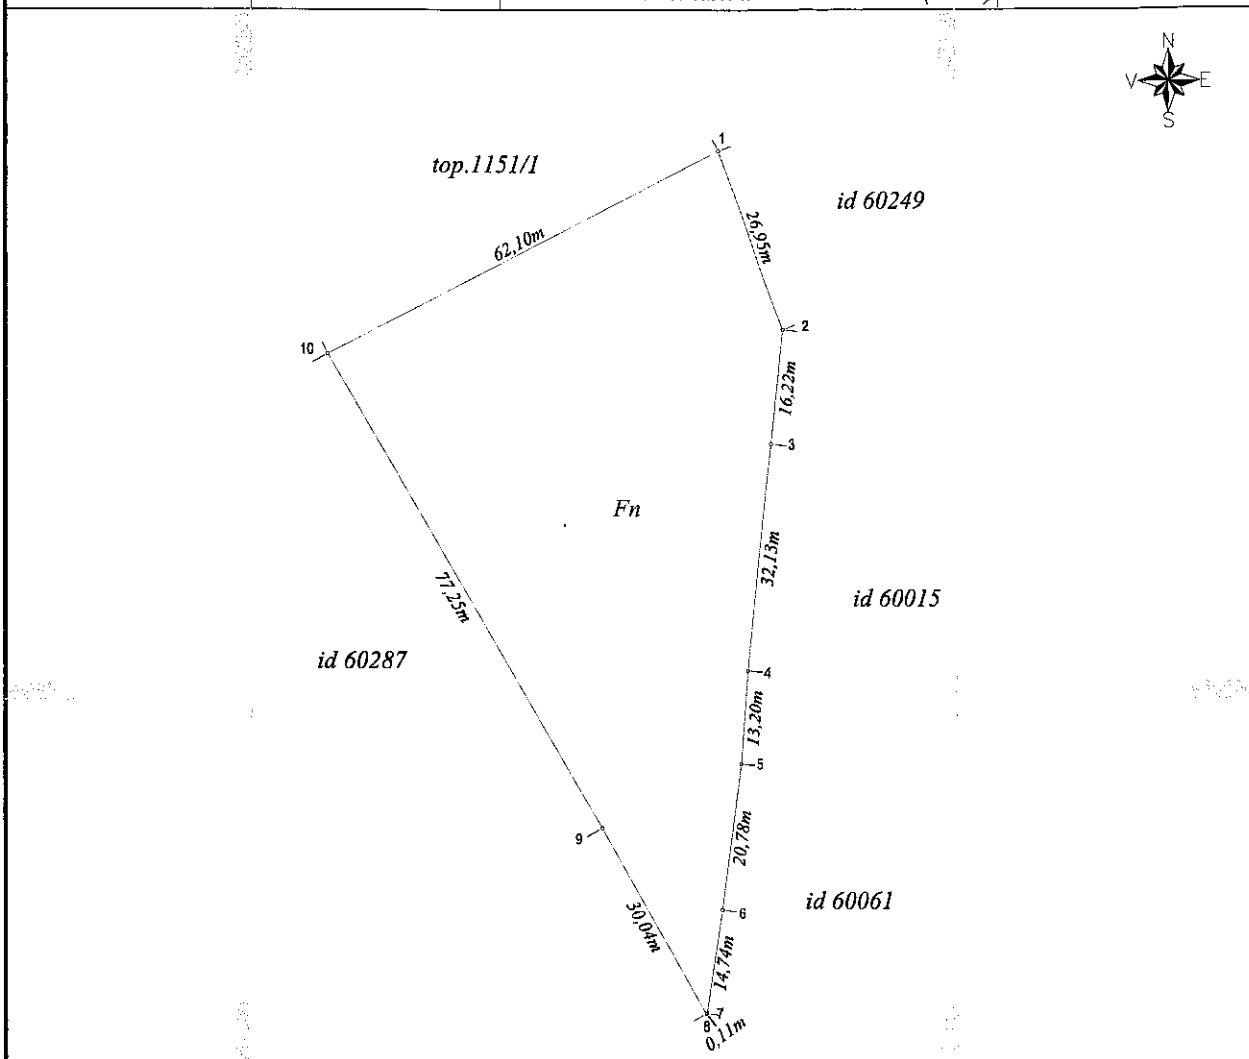 N
V E
S
1
top.1151/1
id 60249
26,95m
62,10m
2
10
16,22m
3
Fn
32,13m
77,25m
id 60015
id 60287
4
13,20m
5
20,78m
9
id 60061
6
30,04m
14,74m
7
8
0,11m